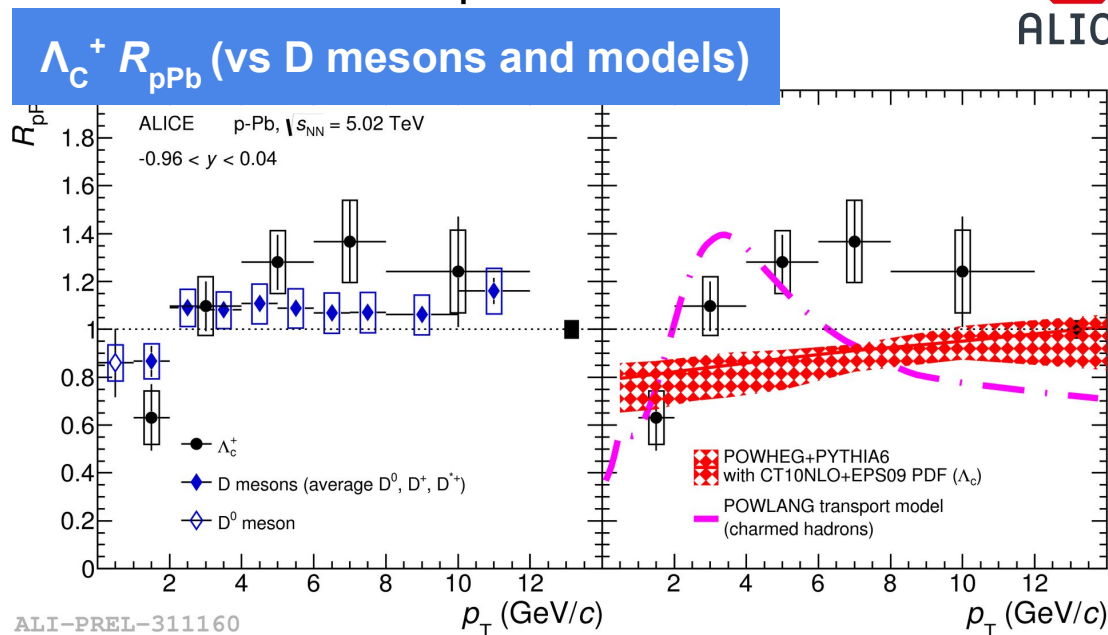 Λc+ RpPb (vs D mesons and models)
ALIC
RpP
ALICE p-Pb, √sNN = 5.02 TeV
-0.96 < y < 0.04
1.8
1.6
1.4
1.2
1
0.8
0.6
0.4
0.2
0
Λc+
D mesons (average D0, D+, D*+)
D0 meson
POWHEG+PYTHIA6
with CT10NLO+EPS09 PDF (Λc)
POWLANG transport model
(charmed hadrons)
2 4 6 8 10 12
2 4 6 8 10 12
pT (GeV/c)
pT (GeV/c)
ALI-PREL-311160